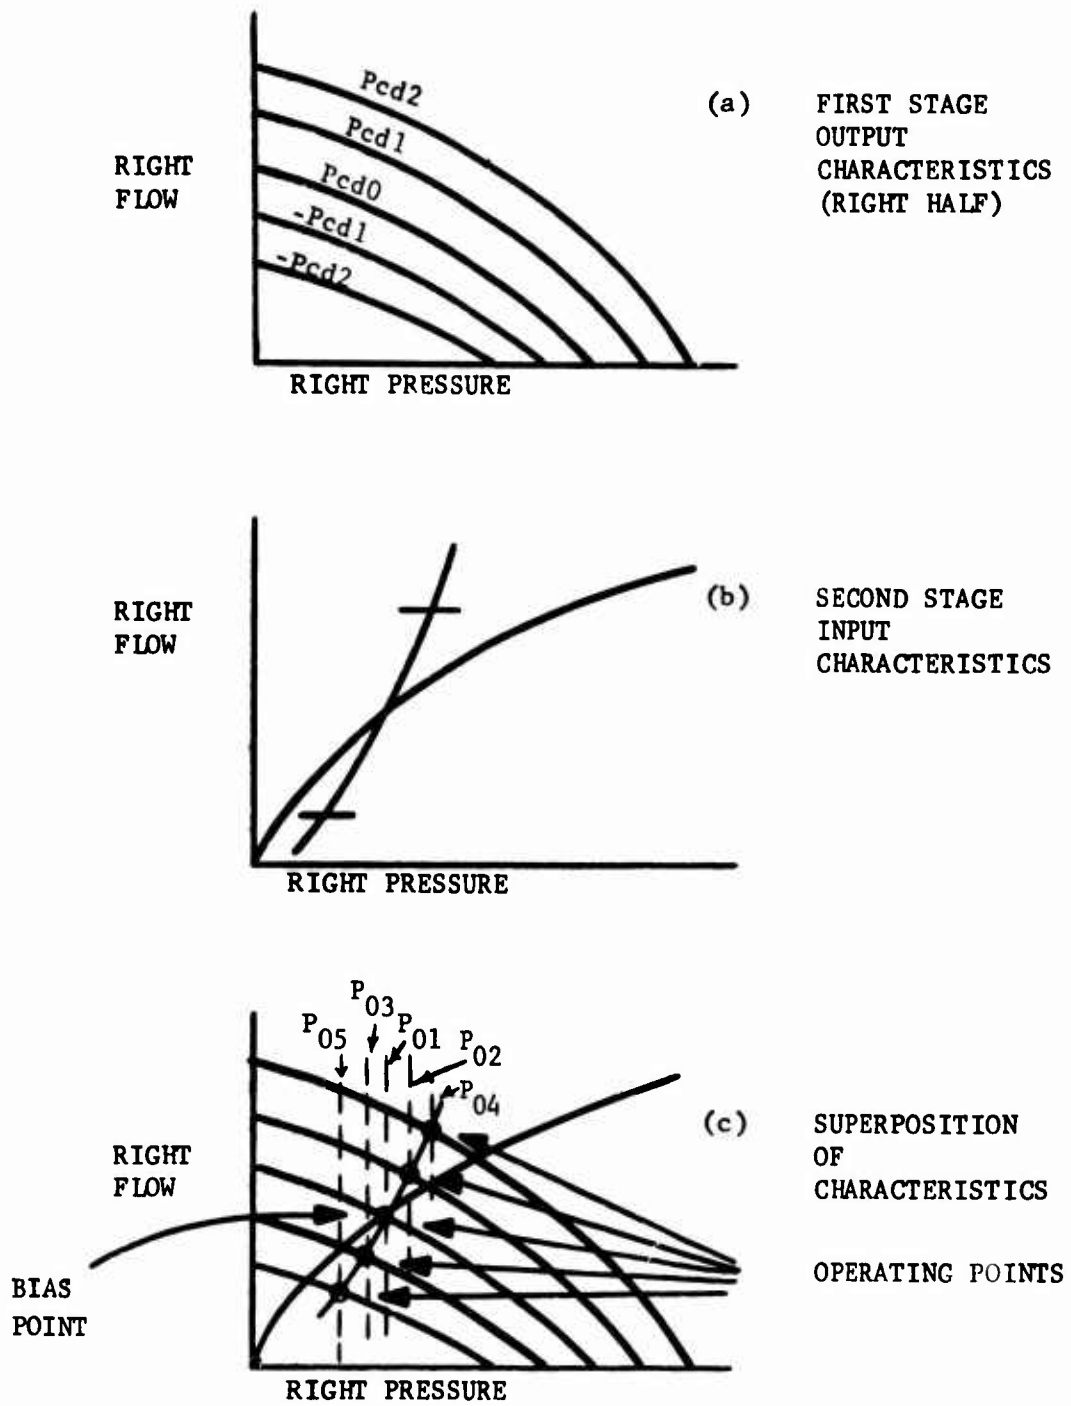 Pcd2
Pcd1
Pcd0
-Pcd1
-Pcd2
RIGHT
FLOW
RIGHT PRESSURE
(a) FIRST STAGE
OUTPUT
CHARACTERISTICS
(RIGHT HALF)
RIGHT
FLOW
RIGHT PRESSURE
(b) SECOND STAGE
INPUT
CHARACTERISTICS
P03
P05
P01
P02
P04
RIGHT
FLOW
BIAS
POINT
RIGHT PRESSURE
(c) SUPERPOSITION
OF
CHARACTERISTICS
OPERATING POINTS